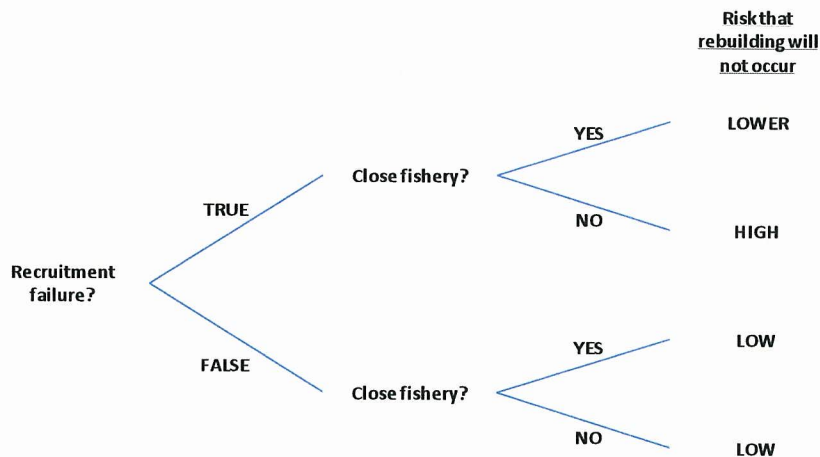 Risk that
rebuilding will
not occur
YES
LOWER
Close fishery?
TRUE
NO
HIGH
Recruitment
failure?
YES
LOW
FALSE
Close fishery?
NO
LOW